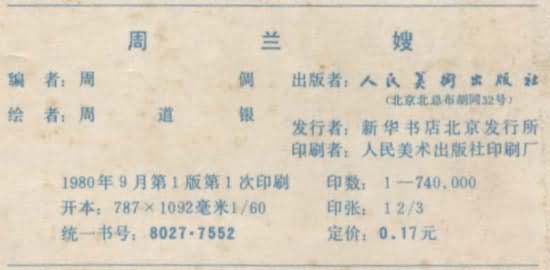 周兰嫂
编者：周 倜 出版者：人民美术出版社
（北京北总布胡同32号）
绘者：周道银
发行者：新华书店北京发行所
印刷者：人民美术出版社印刷厂
1980年9月第1版第1次印刷 印数：1—740,000
开本：787×1092毫米1/60 印张：1 2/3
统一书号：8027·7552 定价：0.17元